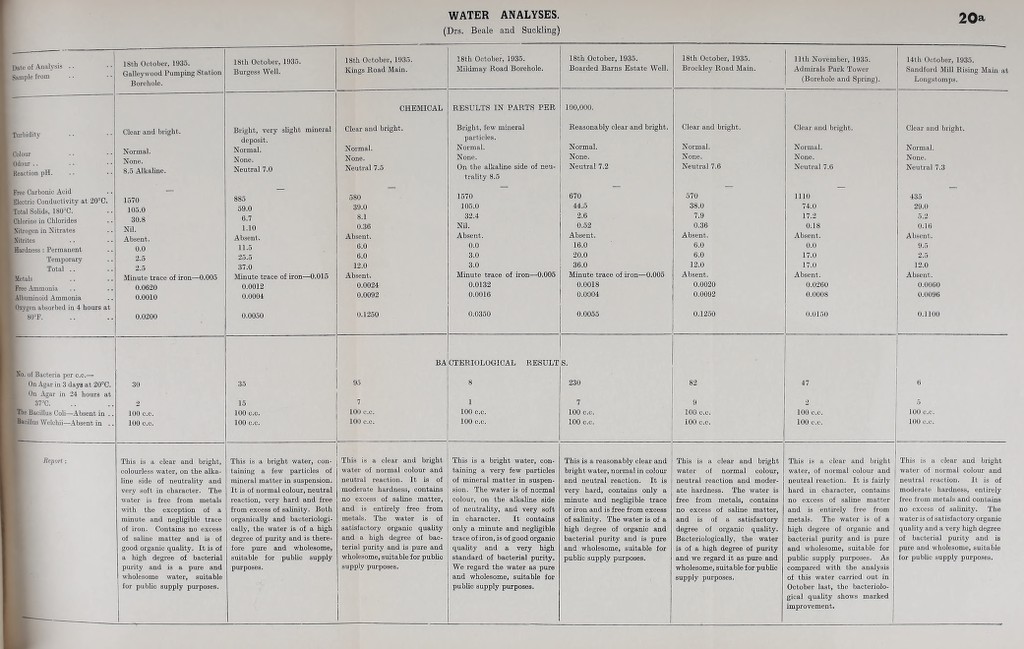 WATER ANALYSES.
20a
(Drs. Beale and Suckling)
Date of Analysis .. ..
Sample from .. ..
18th October, 1935.
Galleywood Pumping Station
Borehole.
18th October, 1935.
Burgess Well.
18th October, 1935.
Kings Road Main.
18th October, 1935.
Mildmay Road Borehole.
18th October, 1935.
Boarded Barns Estate Well.
18th October, 1935.
Brockley Road Main.
11th November, 1935.
Admirals Park Tower
(Borehole and Spring).
14th October, 1935.
Sandford Mill Rising Main at
Longstomps.
CHEMICAL RESULTS IN PARTS PER 100,000.
Turbidity .. .. Clear and bright. Bright, very slight mineral deposit. Clear and bright. Bright, few mineral particles. Reasonably clear and bright. Clear and bright. Clear and bright. Clear and bright.
Colour .. Normal. Normal. Normal. Normal. Normal. Normal. Normal. Normal.
Odour .. .. None. None. None. None. None. None. None. None.
Reaction pH. .. .. 8.5 Alkaline. Neutral 7.0 Neutral 7.5 On the alkaline side of neutrality 8.5 Neutral 7.2 Neutral 7.6 Neutral 7.6 Neutral 7.3
Free Carbonic Acid .. — — — — — — — —
Electric Conductivity at 20°C. 1570 885 580 1570 670 570 1110 435
Total Solids, 180°C. .. 105.0 59.0 39.0 105.0 44.5 38.0 74.0 29.0
Chlorine in Chlorides .. 30.8 6.7 8.1 32.4 2.6 7.9 17.2 5.2
Nitrogen in Nitrates .. Nil. 1.10 0.36 Nil. 0.52 0.36 0.18 0.16
Nitrites .. .. Absent. Absent. Absent. Absent. Absent. Absent. Absent. Absent.
Hardness : Permanent .. 0.0 11.5 6.0 0.0 16.0 6.0 0.0 9.5
Temporary .. 2.5 25.5 6.0 3.0 20.0 6.0 17.0 2.5
Total .. .. 2.5 37.0 12.0 3.0 36.0 12.0 17.0 12.0
Metals .. .. Minute trace of iron—0.005 Minute trace of iron—0.015 Absent. Minute trace of iron—0.005 Minute trace of iron—0.005 Absent. Absent. Absent.
Free Ammonia .. .. 0.0620 0.0012 0.0024 0.0132 0.0018 0.0020 0.0260 0.0060
Albuminoid Ammonia .. 0.0010 0.0004 0.0092 0.0016 0.0004 0.0092 0.0008 0.0096
Oxygen absorbed in 4 hours at
80°F. .. .. 0.0200 0.0050 0.1250 0.0350 0.0055 0.1250 0.0150 0.1100
BACTERIOLOGICAL RESULTS.
No. of Bacteria per c.c.—
On Agar in 3 days at 20°C. 30 35 95 8 230 82 47 6
On Agar in 24 hours at
37°C. .. .. 2 15 7 1 7 9 2 5
The Bacillus Coli—Absent in .. 100 c.c. 100 c.c. 100 c.c. 100 c.c. 100 c.c. 100 c.c. 100 c.c. 100 c.c.
Bacillus Welchii—Absent in .. 100 c.c. 100 c.c. 100 c.c. 100 c.c. 100 c.c. 100 c.c. 100 c.c. 100 c.c.
Report :
This is a clear and bright,
colourless water, on the alka-
line side of neutrality and
very soft in character. The
water is free from metals
with the exception of a
minute and negligible trace
of iron. Contains no excess
of saline matter and is of
good organic quality. It is of
a high degree of bacterial
purity and is a pure and
wholesome water, suitable
for public supply purposes.
This is a bright water, con-
taining a few particles of
mineral matter in suspension.
It is of normal colour, neutral
reaction, very hard and free
from excess of salinity. Both
organically and bacteriologi-
cally, the water is of a high
degree of purity and is there-
fore pure and wholesome,
suitable for public supply
purposes.
This is a clear and bright
water of normal colour and
neutral reaction. It is of
moderate hardness, contains
no excess of saline matter,
and is entirely free from
metals. The water is of
satisfactory organic quality
and a high degree of bac-
terial purity and is pure and
wholesome, suitable for public
supply purposes.
This is a bright water, con-
taining a very few particles
of mineral matter in suspen-
sion. The water is of normal
colour, on the alkaline side
of neutrality, and very soft
in character. It contains
only a minute and negligible
trace of iron, is of good organic
quality and a very high
standard of bacterial purity.
We regard the water as pure
and wholesome, suitable for
public supply purposes.
This is a reasonably clear and
bright water, normal in colour
and neutral reaction. It is
very hard, contains only a
minute and negligible trace
or iron and is free from excess
of salinity. The water is of a
high degree of organic and
bacterial purity and is pure
and wholesome, suitable for
public supply purposes.
This is a clear and bright
water of normal colour,
neutral reaction and moder-
ate hardness. The water is
free from metals, contains
no excess of saline matter,
and is of a satisfactory
degree of organic quality.
Bacteriologically, the water
is of a high degree of purity
and we regard it as pure and
wholesome, suitable for public
supply purposes.
This is a clear and bright
water, of normal colour and
neutral reaction. It is fairly
hard in character, contains
no excess of saline matter
and is entirely free from
metals. The water is of a
high degree of organic and
bacterial purity and is pure
and wholesome, suitable for
public supply purposes. As
compared with the analysis
of this water carried out in
October last, the bacteriolo-
gical quality shows marked
improvement.
This is a clear and bright
water of normal colour and
neutral reaction. It is of
moderate hardness, entirely
free from metals and contains
no excess of salinity. The
water is of satisfactory organic
quality and a very high degree
of bacterial purity and is
pure and wholesome, suitable
for public supply purposes.